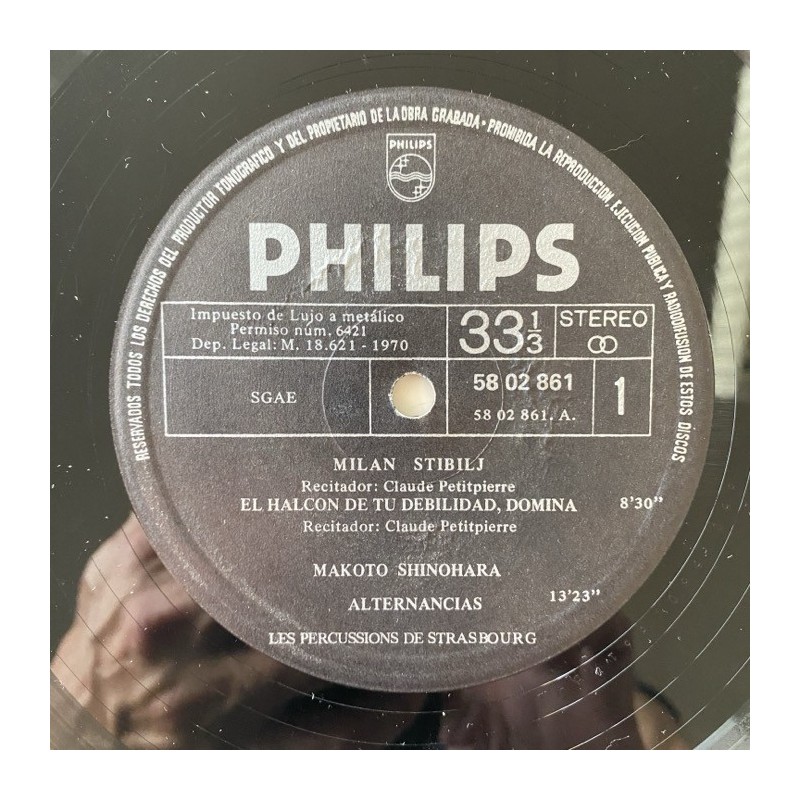 RESERVADOS TODOS LOS DERECHOS DEL PRODUCTOR FONOGRAFICO Y DEL PROPIETARIO DE LA OBRA GRABADA · PROHIBIDA LA REPRODUCCION, EJECUCION PUBLICA Y RADIODIFUSION DE ESTOS DISCOS
PHILIPS
PHILIPS
Impuesto de Lujo a metálico
Permiso núm. 6421
Dep. Legal: M. 18.621 - 1970
33 1/3
STEREO
SGAE
58 02 861
58 02 861. A.
1
MILAN STIBILJ
Recitador: Claude Petitpierre
EL HALCON DE TU DEBILIDAD, DOMINA 8'30"
Recitador: Claude Petitpierre
MAKOTO SHINOHARA
ALTERNANCIAS 13'23"
LES PERCUSSIONS DE STRASBOURG